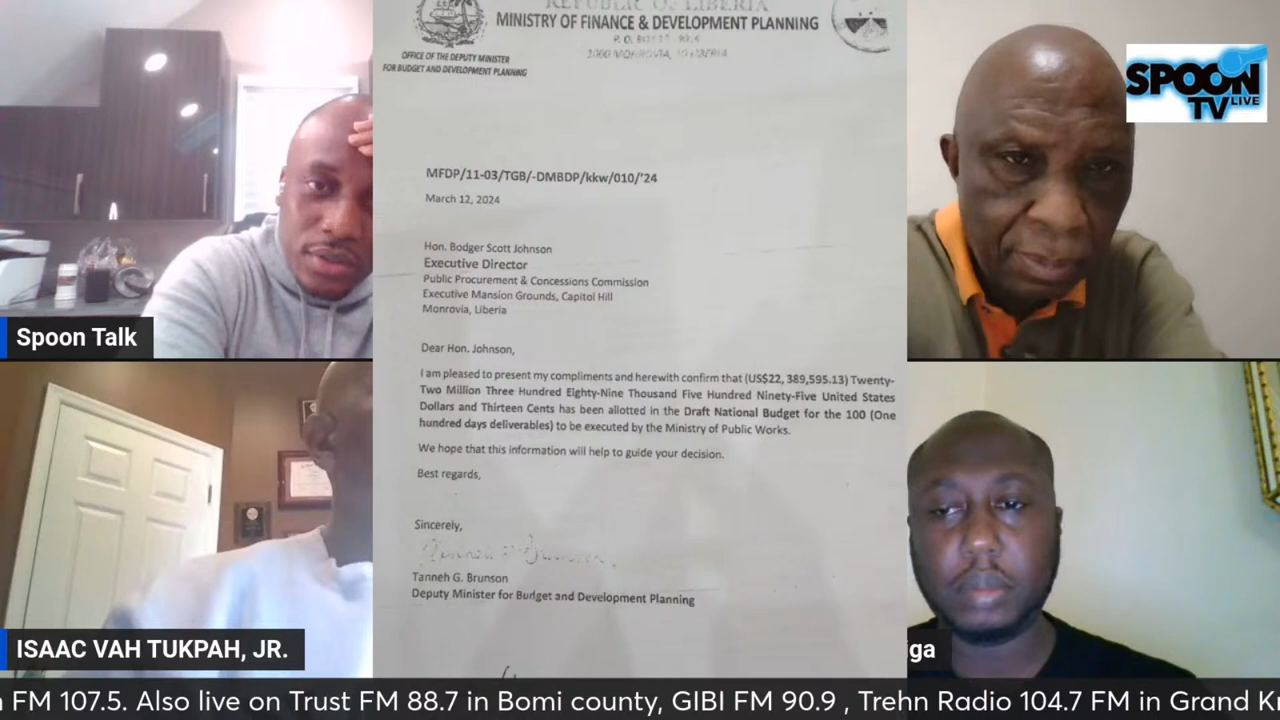 REPUBLIC OF LIBERIA
MINISTRY OF FINANCE & DEVELOPMENT PLANNING
1000 MONROVIA, 10 LIBERIA
OFFICE OF THE DEPUTY MINISTER
FOR BUDGET AND DEVELOPMENT PLANNING
SPOON
TV LIVE
MFDP/11-03/TGB/-DMBDP/kkw/010/'24
March 12, 2024
Hon. Bodger Scott Johnson
Executive Director
Public Procurement & Concessions Commission
Executive Mansion Grounds, Capitol Hill
Monrovia, Liberia
Dear Hon. Johnson,
I am pleased to present my compliments and herewith confirm that (US$22, 389,595.13) Twenty-
Two Million Three Hundred Eighty-Nine Thousand Five Hundred Ninety-Five United States
Dollars and Thirteen Cents has been allotted in the Draft National Budget for the 100 (One
hundred days deliverables) to be executed by the Ministry of Public Works.
We hope that this information will help to guide your decision.
Best regards,
Sincerely,
Tanneh G. Brunson
Deputy Minister for Budget and Development Planning
Spoon Talk
ISAAC VAH TUKPAH, JR.
FM 107.5. Also live on Trust FM 88.7 in Bomi county, GIBI FM 90.9 , Trehn Radio 104.7 FM in Grand